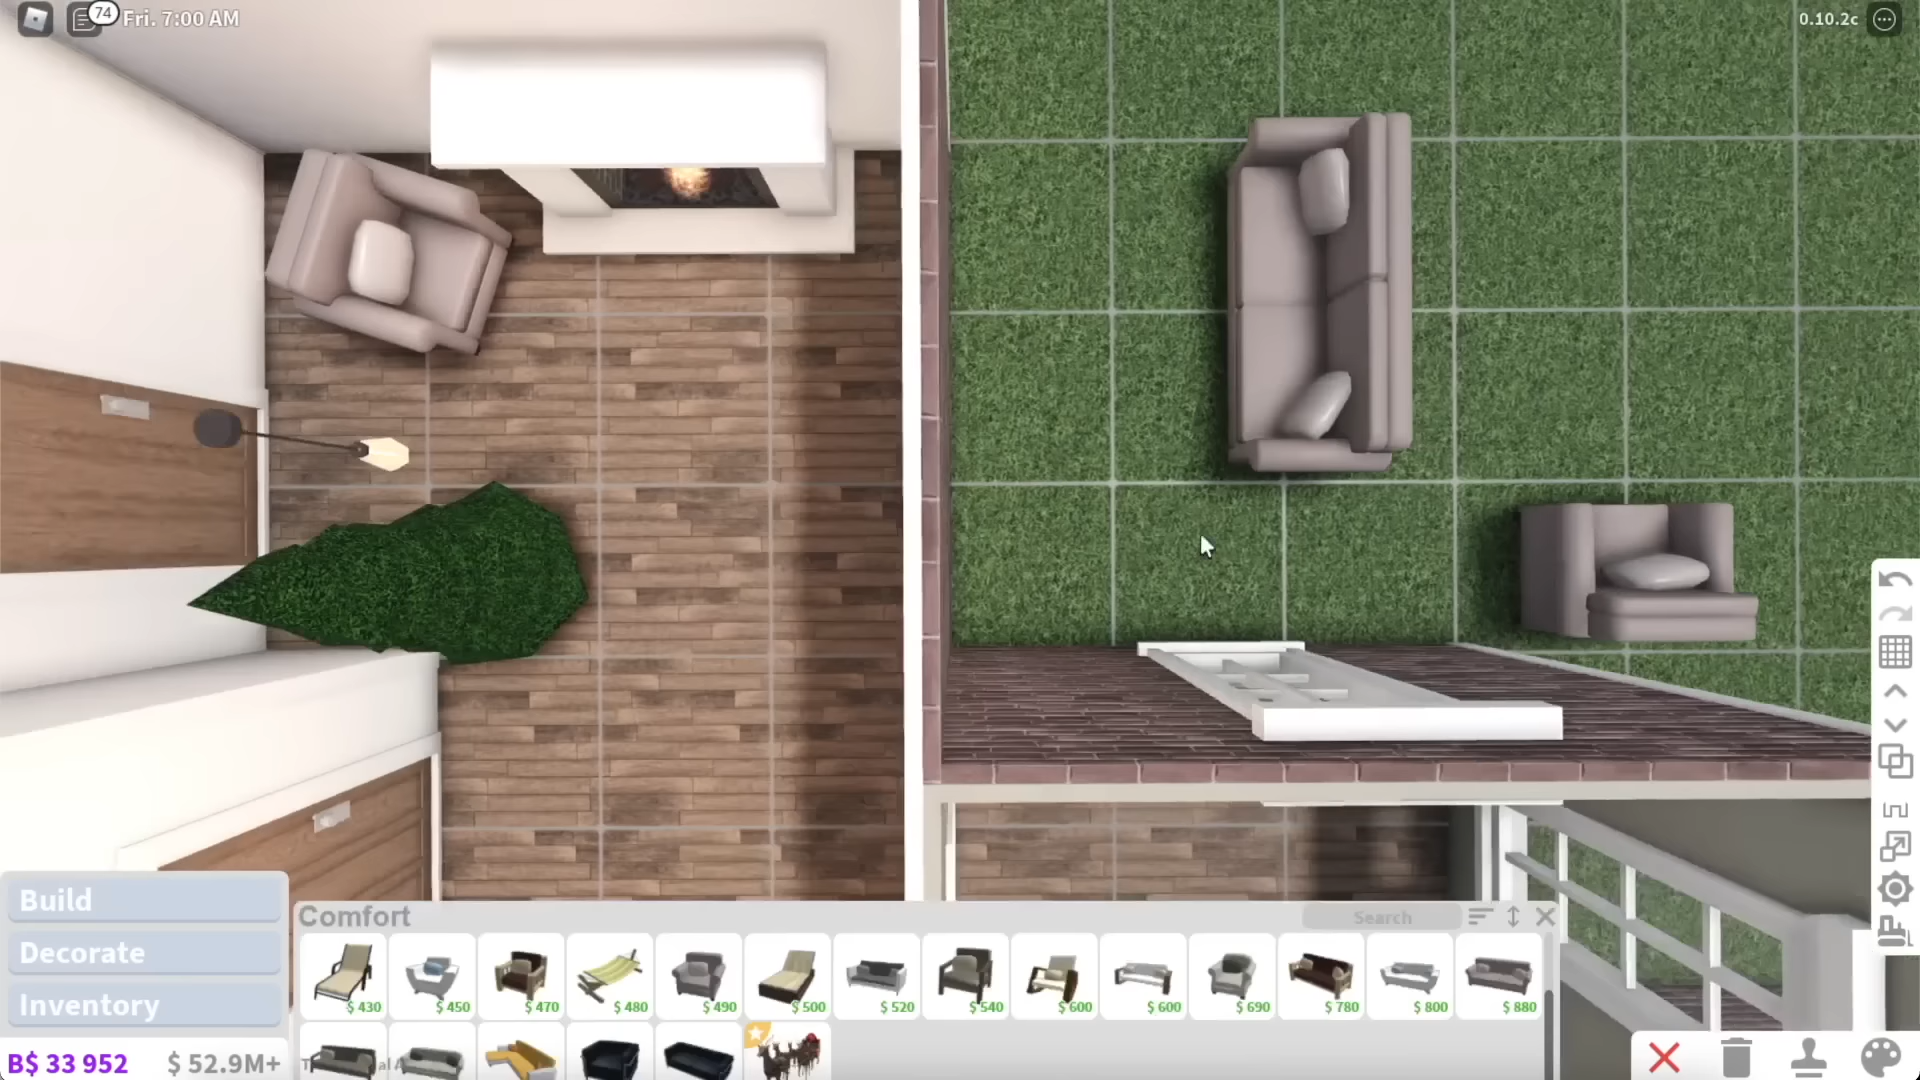 74
Fri. 7:00 AM
0.10.2c
Build
Decorate
Inventory
B$ 33 952
$ 52.9M+
Comfort
Search
$ 430
$ 450
$ 470
$ 480
$ 490
$ 500
$ 520
$ 540
$ 600
$ 600
$ 690
$ 780
$ 800
$ 880